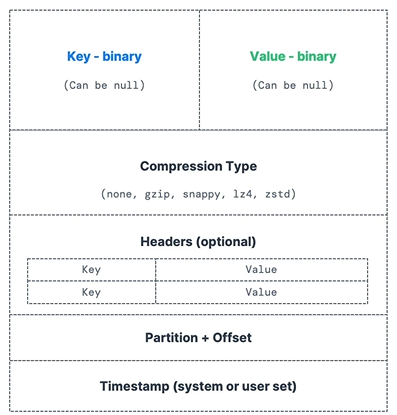 Key - binary
Value - binary
(Can be null)
(Can be null)
Compression Type
(none, gzip, snappy, lz4, zstd)
Headers (optional)
Key
Value
Key
Value
Partition + Offset
Timestamp (system or user set)